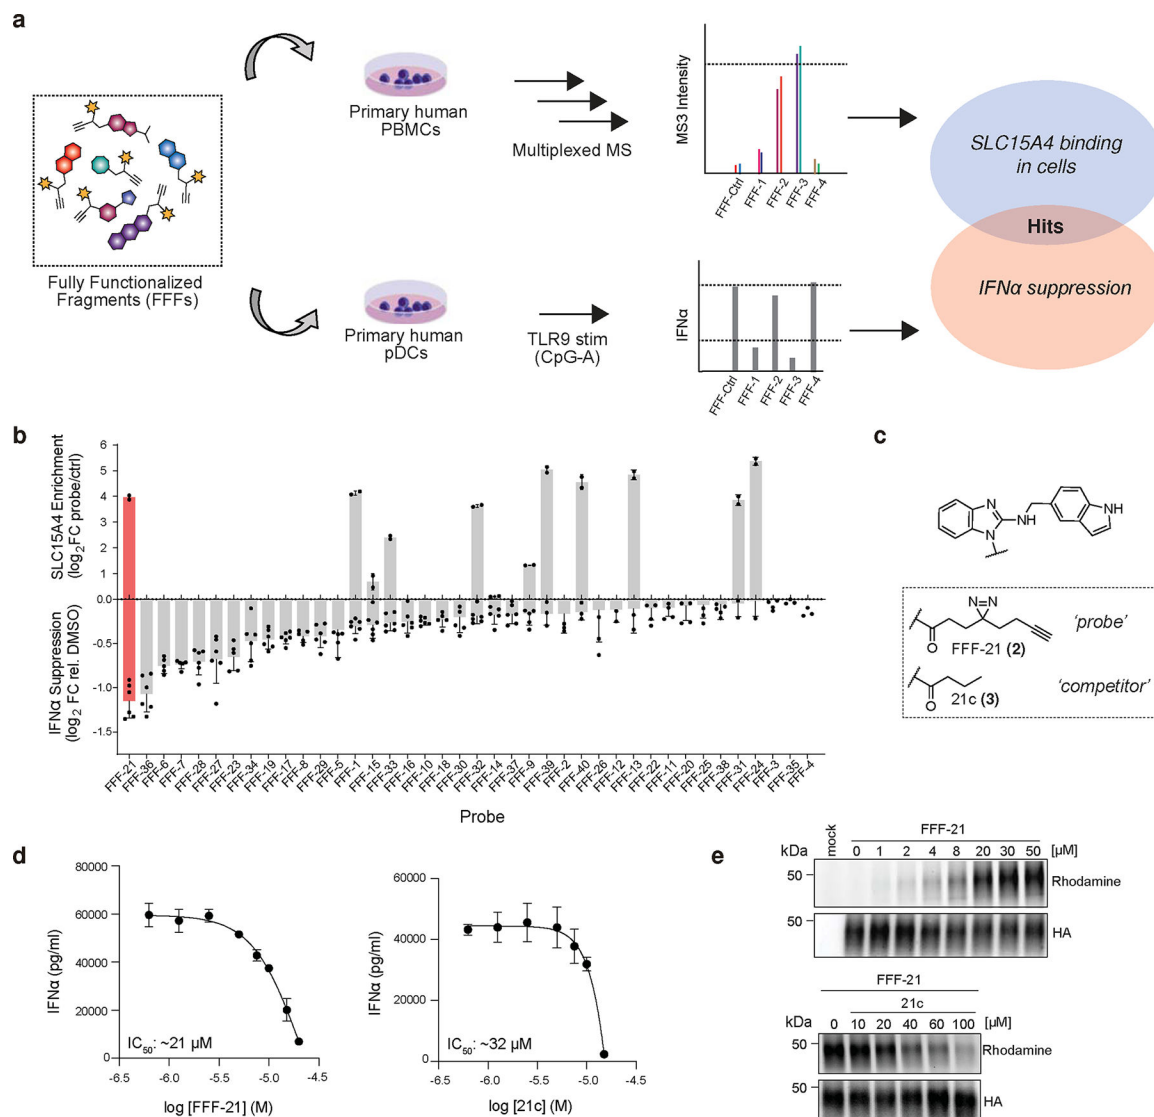 a
Fully Functionalized
Fragments (FFFs)
Primary human
PBMCs
Multiplexed MS
MS3 Intensity
FFF-Ctrl
FFF-1
FFF-2
FFF-3
FFF-4
SLC15A4 binding
in cells
Hits
IFNα suppression
Primary human
pDCs
TLR9 stim
(CpG-A)
IFNα
FFF-Ctrl
FFF-1
FFF-2
FFF-3
FFF-4
b
SLC15A4 Enrichment
(log2FC probe/ctrl)
6
5
4
3
2
1
0.0
-0.5
-1.0
-1.5
IFNα Suppression
(log2 FC rel. DMSO)
FFF-21
FFF-36
FFF-6
FFF-7
FFF-28
FFF-27
FFF-23
FFF-34
FFF-19
FFF-17
FFF-8
FFF-29
FFF-5
FFF-1
FFF-15
FFF-33
FFF-16
FFF-10
FFF-18
FFF-30
FFF-32
FFF-14
FFF-37
FFF-9
FFF-39
FFF-2
FFF-40
FFF-26
FFF-12
FFF-13
FFF-22
FFF-11
FFF-20
FFF-25
FFF-38
FFF-31
FFF-24
FFF-3
FFF-35
FFF-4
Probe
c
N
N
NH
NH
N=N
O
FFF-21 (2)
'probe'
O
21c (3)
'competitor'
d
IFNα (pg/ml)
80000
60000
40000
20000
0
IC50: ~21 µM
-6.5
-6.0
-5.5
-5.0
-4.5
log [FFF-21] (M)
IFNα (pg/ml)
60000
40000
20000
0
IC50: ~32 µM
-6.5
-6.0
-5.5
-5.0
-4.5
log [21c] (M)
e
mock
FFF-21
kDa
0 1 2 4 8 20 30 50 [µM]
50
Rhodamine
50
HA
FFF-21
21c
kDa
0 10 20 40 60 100 [µM]
50
Rhodamine
50
HA